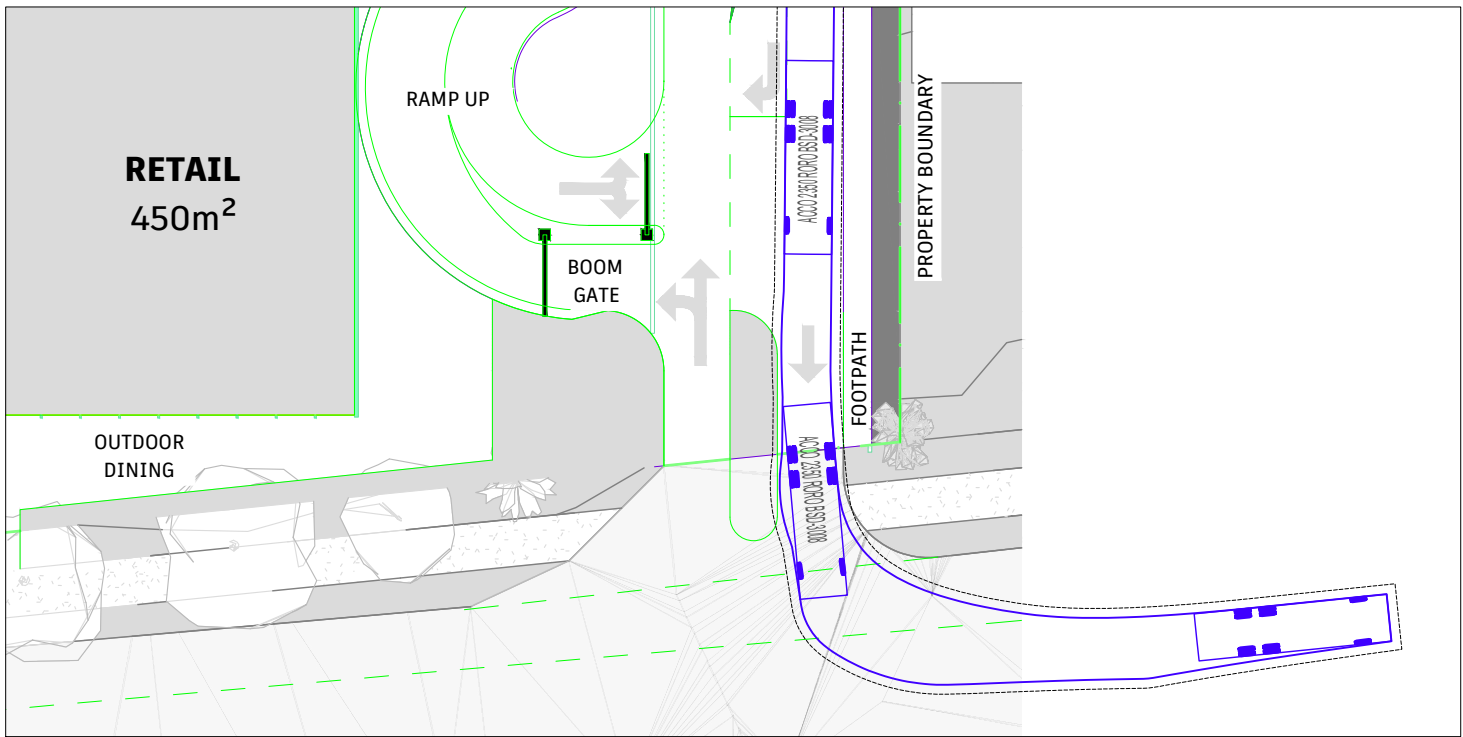 RAMP UP
RETAIL
450m²
BOOM
GATE
ACCO 2350 RORO BSD-3008
PROPERTY BOUNDARY
FOOTPATH
OUTDOOR
DINING
ACCO 2350 RORO BSD-3008